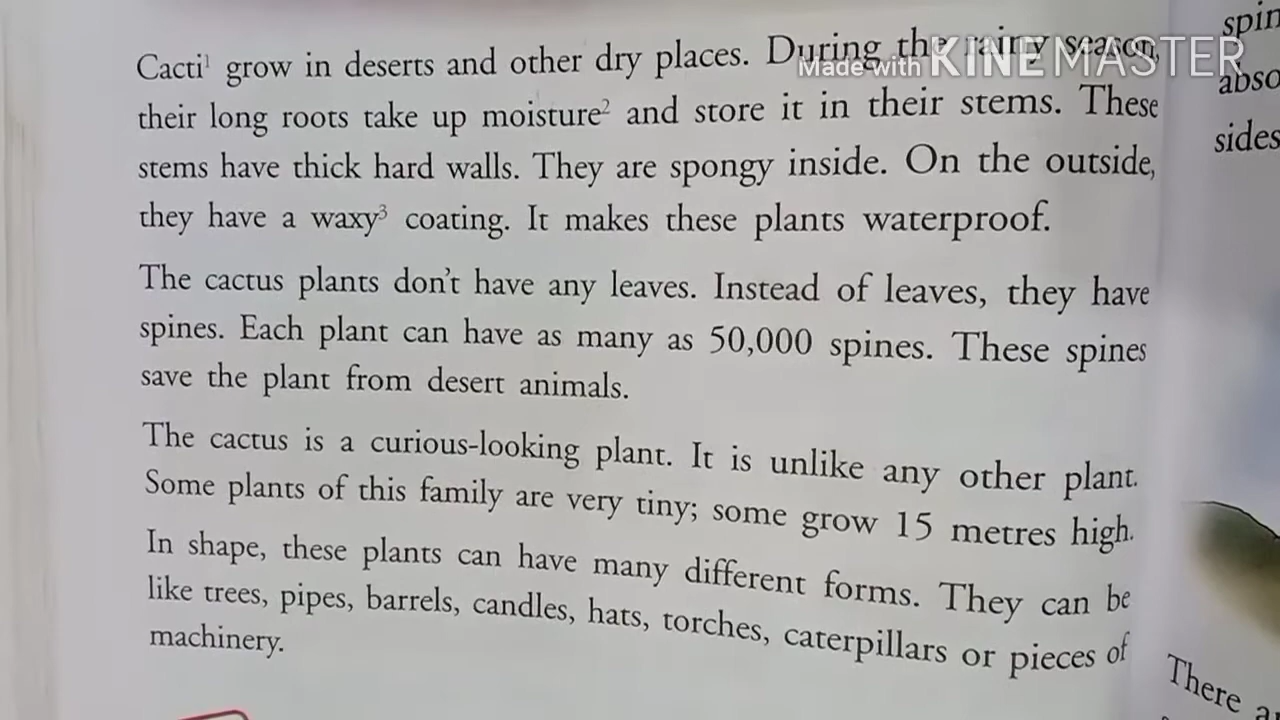 Cacti¹ grow in deserts and other dry places. During the rainy season,
Made with KINEMASTER
their long roots take up moisture² and store it in their stems. These
stems have thick hard walls. They are spongy inside. On the outside,
they have a waxy³ coating. It makes these plants waterproof.
The cactus plants don't have any leaves. Instead of leaves, they have
spines. Each plant can have as many as 50,000 spines. These spines
save the plant from desert animals.
The cactus is a curious-looking plant. It is unlike any other plant.
Some plants of this family are very tiny; some grow 15 metres high.
In shape, these plants can have many different forms. They can be
like trees, pipes, barrels, candles, hats, torches, caterpillars or pieces of
machinery.
spin
abso
sides
There